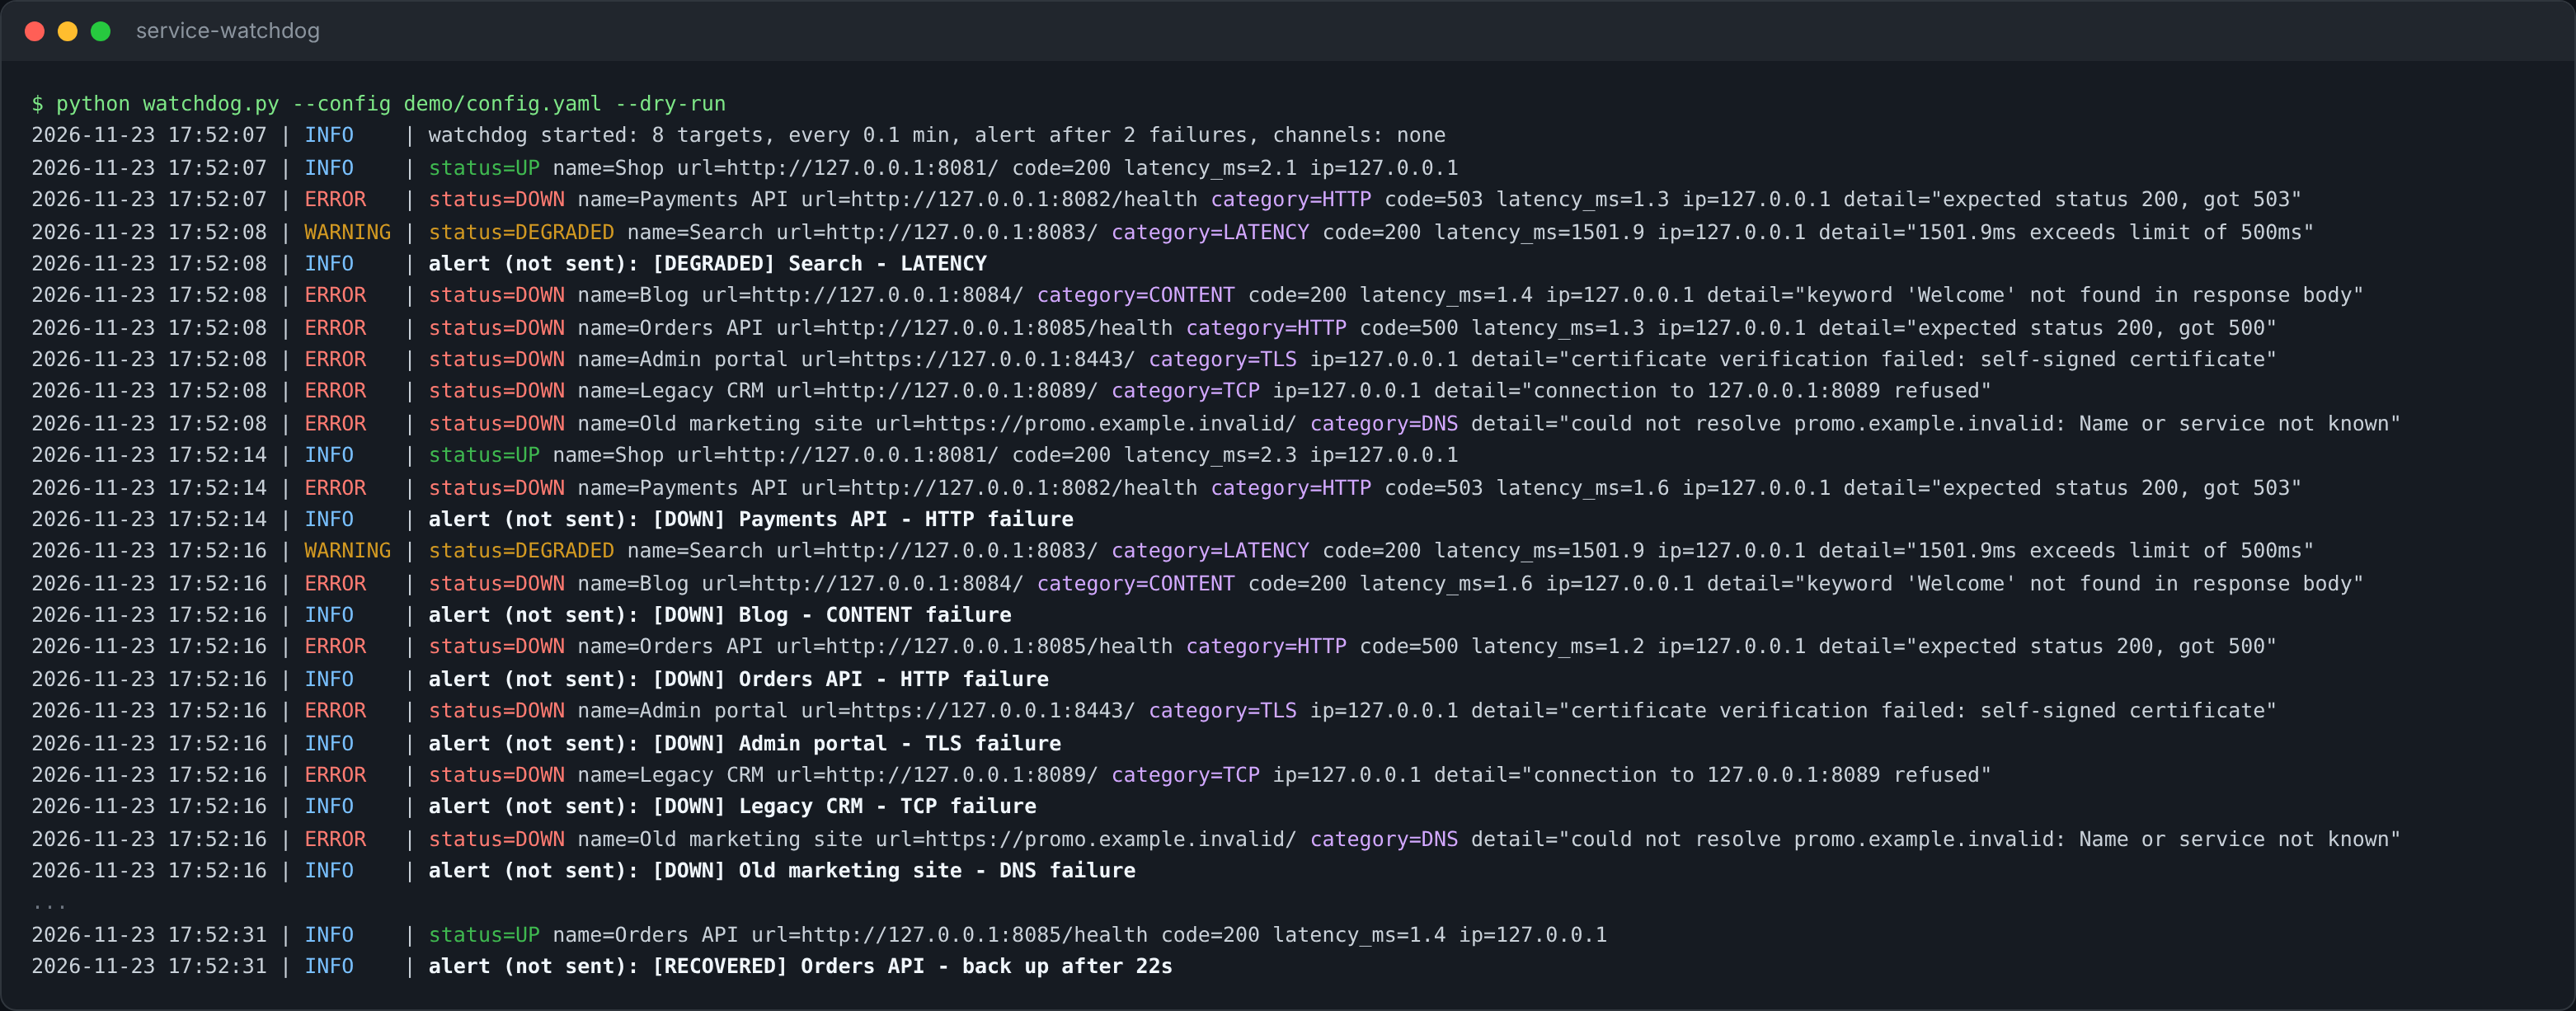 service-watchdog
$ python watchdog.py --config demo/config.yaml --dry-run
2026-11-23 17:52:07 | INFO    | watchdog started: 8 targets, every 0.1 min, alert after 2 failures, channels: none
2026-11-23 17:52:07 | INFO    | status=UP name=Shop url=http://127.0.0.1:8081/ code=200 latency_ms=2.1 ip=127.0.0.1
2026-11-23 17:52:07 | ERROR   | status=DOWN name=Payments API url=http://127.0.0.1:8082/health category=HTTP code=503 latency_ms=1.3 ip=127.0.0.1 detail="expected status 200, got 503"
2026-11-23 17:52:08 | WARNING | status=DEGRADED name=Search url=http://127.0.0.1:8083/ category=LATENCY code=200 latency_ms=1501.9 ip=127.0.0.1 detail="1501.9ms exceeds limit of 500ms"
2026-11-23 17:52:08 | INFO    | alert (not sent): [DEGRADED] Search - LATENCY
2026-11-23 17:52:08 | ERROR   | status=DOWN name=Blog url=http://127.0.0.1:8084/ category=CONTENT code=200 latency_ms=1.4 ip=127.0.0.1 detail="keyword 'Welcome' not found in response body"
2026-11-23 17:52:08 | ERROR   | status=DOWN name=Orders API url=http://127.0.0.1:8085/health category=HTTP code=500 latency_ms=1.3 ip=127.0.0.1 detail="expected status 200, got 500"
2026-11-23 17:52:08 | ERROR   | status=DOWN name=Admin portal url=https://127.0.0.1:8443/ category=TLS ip=127.0.0.1 detail="certificate verification failed: self-signed certificate"
2026-11-23 17:52:08 | ERROR   | status=DOWN name=Legacy CRM url=http://127.0.0.1:8089/ category=TCP ip=127.0.0.1 detail="connection to 127.0.0.1:8089 refused"
2026-11-23 17:52:08 | ERROR   | status=DOWN name=Old marketing site url=https://promo.example.invalid/ category=DNS detail="could not resolve promo.example.invalid: Name or service not known"
2026-11-23 17:52:14 | INFO    | status=UP name=Shop url=http://127.0.0.1:8081/ code=200 latency_ms=2.3 ip=127.0.0.1
2026-11-23 17:52:14 | ERROR   | status=DOWN name=Payments API url=http://127.0.0.1:8082/health category=HTTP code=503 latency_ms=1.6 ip=127.0.0.1 detail="expected status 200, got 503"
2026-11-23 17:52:14 | INFO    | alert (not sent): [DOWN] Payments API - HTTP failure
2026-11-23 17:52:16 | WARNING | status=DEGRADED name=Search url=http://127.0.0.1:8083/ category=LATENCY code=200 latency_ms=1501.9 ip=127.0.0.1 detail="1501.9ms exceeds limit of 500ms"
2026-11-23 17:52:16 | ERROR   | status=DOWN name=Blog url=http://127.0.0.1:8084/ category=CONTENT code=200 latency_ms=1.6 ip=127.0.0.1 detail="keyword 'Welcome' not found in response body"
2026-11-23 17:52:16 | INFO    | alert (not sent): [DOWN] Blog - CONTENT failure
2026-11-23 17:52:16 | ERROR   | status=DOWN name=Orders API url=http://127.0.0.1:8085/health category=HTTP code=500 latency_ms=1.2 ip=127.0.0.1 detail="expected status 200, got 500"
2026-11-23 17:52:16 | INFO    | alert (not sent): [DOWN] Orders API - HTTP failure
2026-11-23 17:52:16 | ERROR   | status=DOWN name=Admin portal url=https://127.0.0.1:8443/ category=TLS ip=127.0.0.1 detail="certificate verification failed: self-signed certificate"
2026-11-23 17:52:16 | INFO    | alert (not sent): [DOWN] Admin portal - TLS failure
2026-11-23 17:52:16 | ERROR   | status=DOWN name=Legacy CRM url=http://127.0.0.1:8089/ category=TCP ip=127.0.0.1 detail="connection to 127.0.0.1:8089 refused"
2026-11-23 17:52:16 | INFO    | alert (not sent): [DOWN] Legacy CRM - TCP failure
2026-11-23 17:52:16 | ERROR   | status=DOWN name=Old marketing site url=https://promo.example.invalid/ category=DNS detail="could not resolve promo.example.invalid: Name or service not known"
2026-11-23 17:52:16 | INFO    | alert (not sent): [DOWN] Old marketing site - DNS failure
...
2026-11-23 17:52:31 | INFO    | status=UP name=Orders API url=http://127.0.0.1:8085/health code=200 latency_ms=1.4 ip=127.0.0.1
2026-11-23 17:52:31 | INFO    | alert (not sent): [RECOVERED] Orders API - back up after 22s